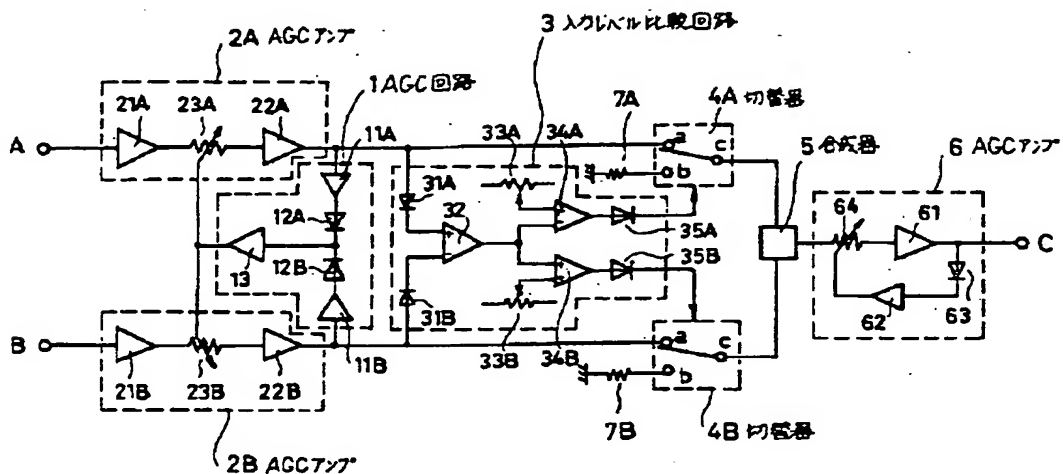 3 入力レベル比較回路
2A AGCアンプ
1 AGC回路
4A 切替器
21A
23A
22A
11A
33A
34A
7A
A
a
c
b
5 合成器
6 AGCアンプ
31A
12A
32
35A
64
61
C
13
12B
35B
62
63
31B
B
21B
23B
22B
11B
33B
34B
a
c
b
7B
4B 切替器
2B AGCアンプ